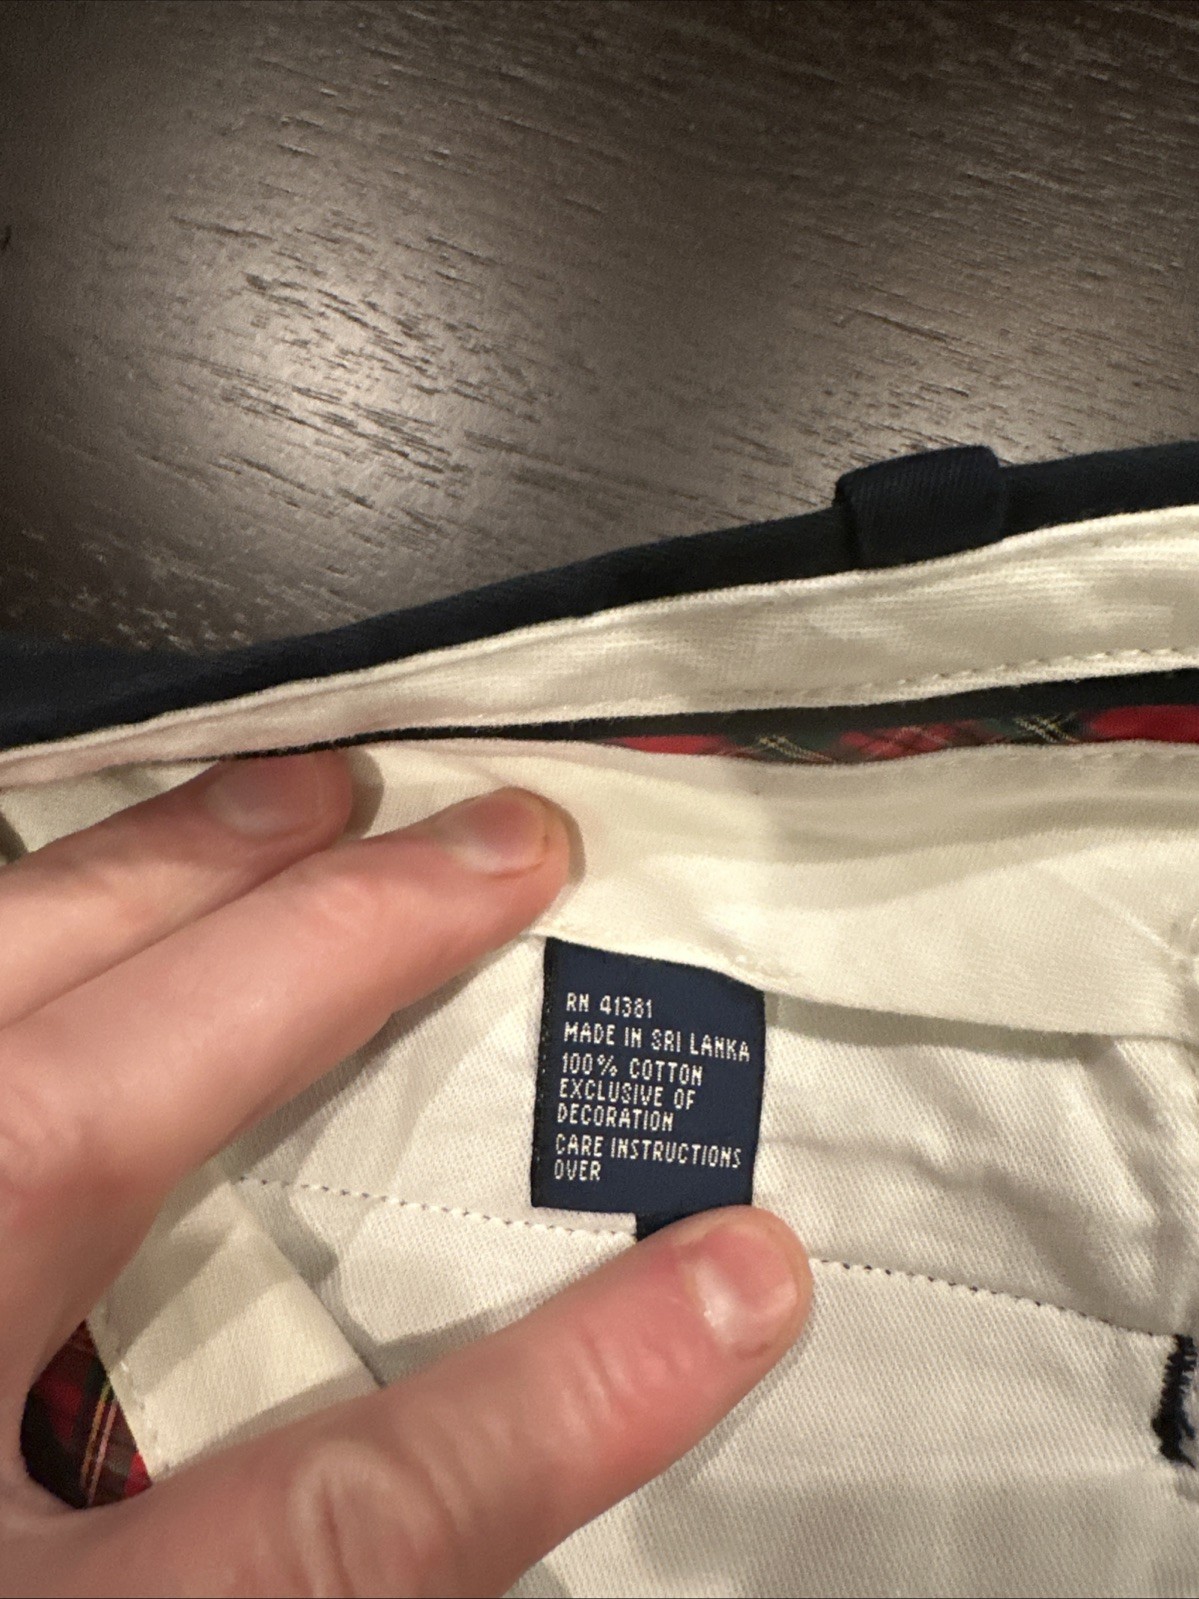 RN 41381
MADE IN SRI LANKA
100% COTTON
EXCLUSIVE OF
DECORATION
CARE INSTRUCTIONS
OVER